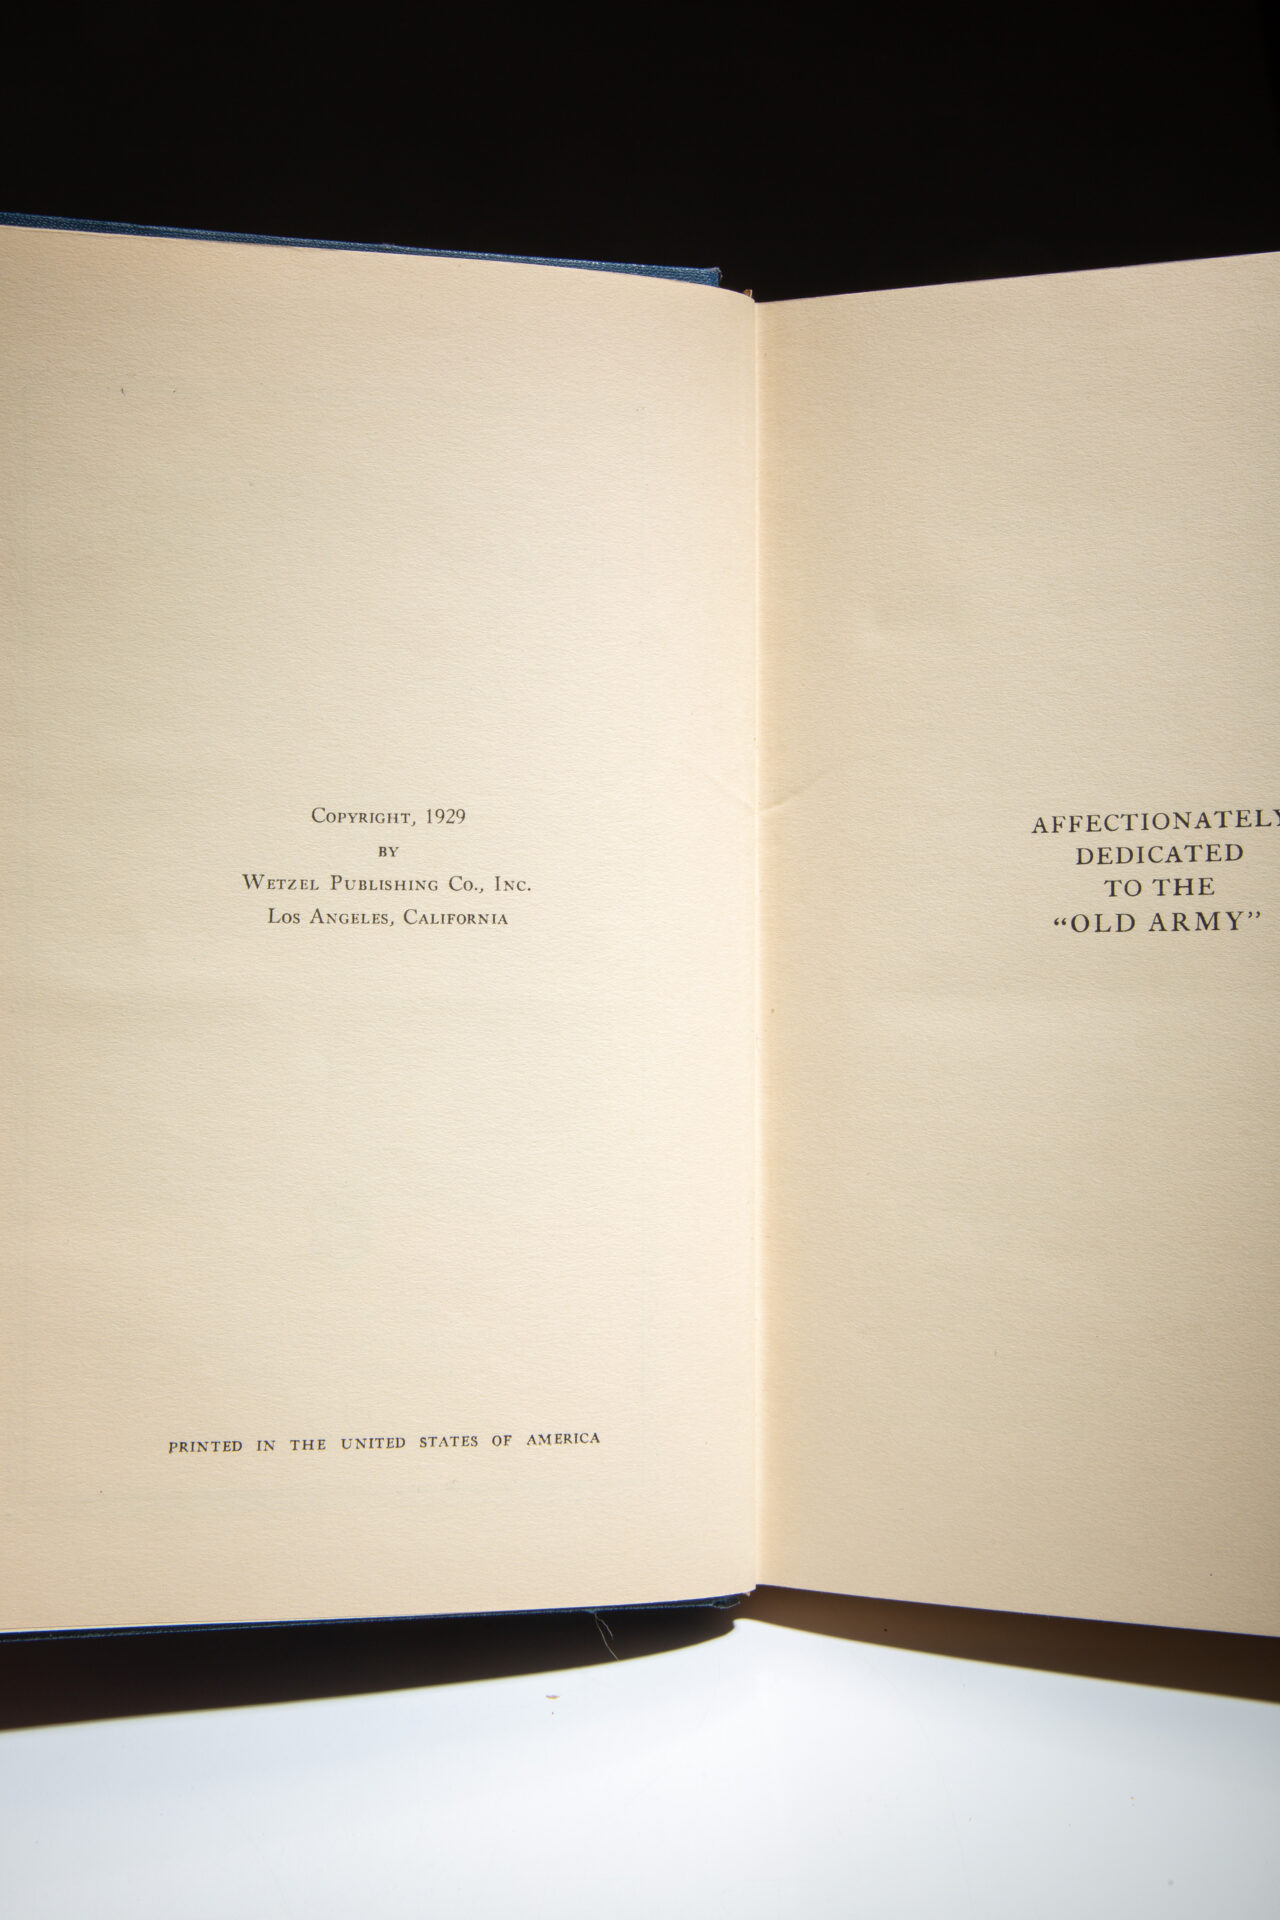 Copyright, 1929
by
Wetzel Publishing Co., Inc.
Los Angeles, California
PRINTED IN THE UNITED STATES OF AMERICA
AFFECTIONATELY
DEDICATED
TO THE
“OLD ARMY”